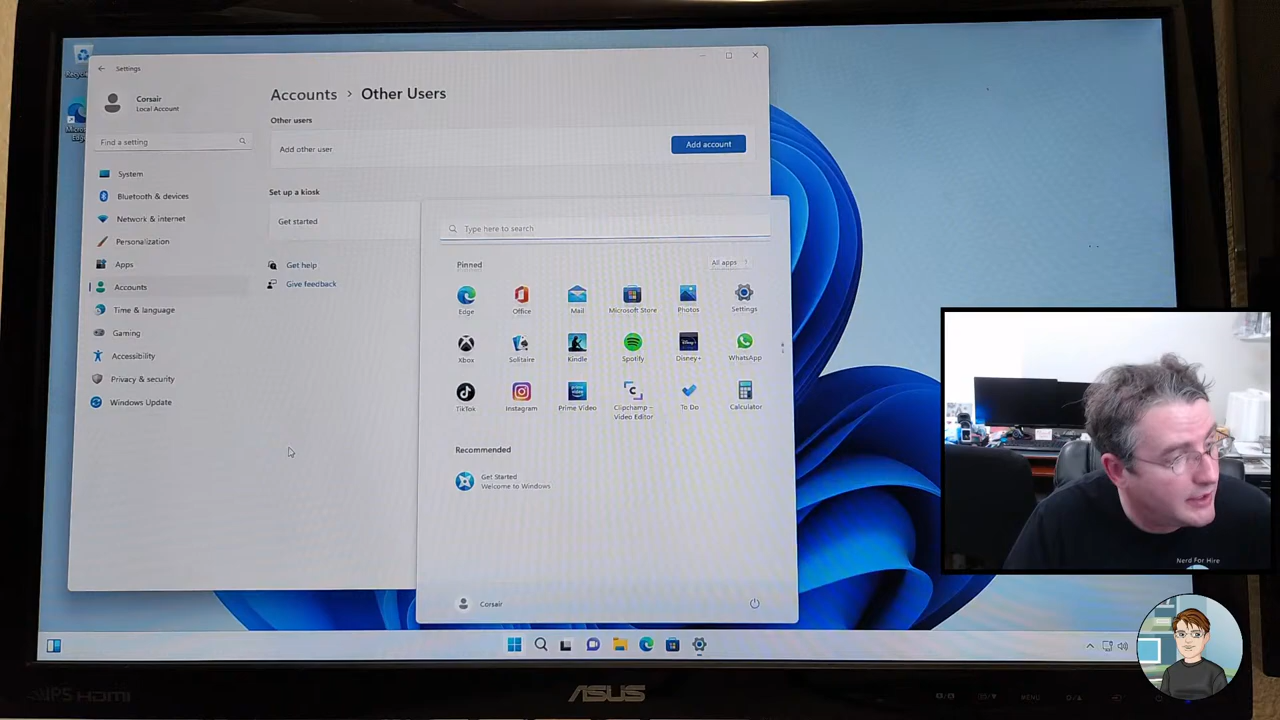 Settings
Corsair
Local Account
Find a setting
System
Bluetooth & devices
Network & internet
Personalization
Apps
Accounts
Time & language
Gaming
Accessibility
Privacy & security
Windows Update
Accounts > Other Users
Other users
Add other user
Add account
Set up a kiosk
Get started
Get help
Give feedback
Type here to search
Pinned
All apps
Edge
Office
Mail
Microsoft Store
Photos
Settings
Xbox
Solitaire
Kindle
Spotify
Disney+
WhatsApp
TikTok
Instagram
Prime Video
Clipchamp –
Video Editor
To Do
Calculator
Recommended
Get Started
Welcome to Windows
Corsair
Nerd For Hire
IPS HDMI
ASUS
MENU